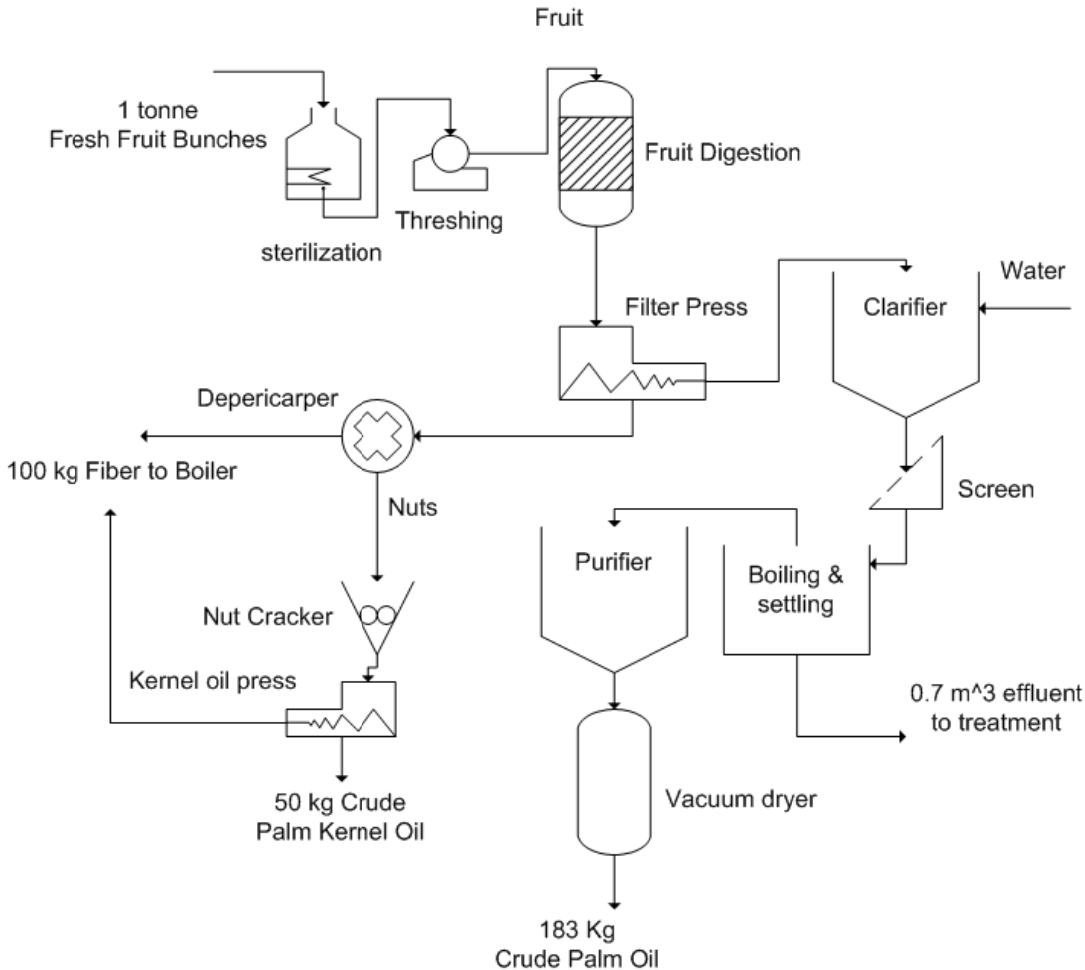 Fruit
1 tonne
Fresh Fruit Bunches
Fruit Digestion
Threshing
sterilization
Water
Filter Press
Clarifier
Depericarper
100 kg Fiber to Boiler
Screen
Nuts
Purifier
Boiling &
settling
Nut Cracker
Kernel oil press
0.7 m^3 effluent
to treatment
50 kg Crude
Palm Kernel Oil
Vacuum dryer
183 Kg
Crude Palm Oil